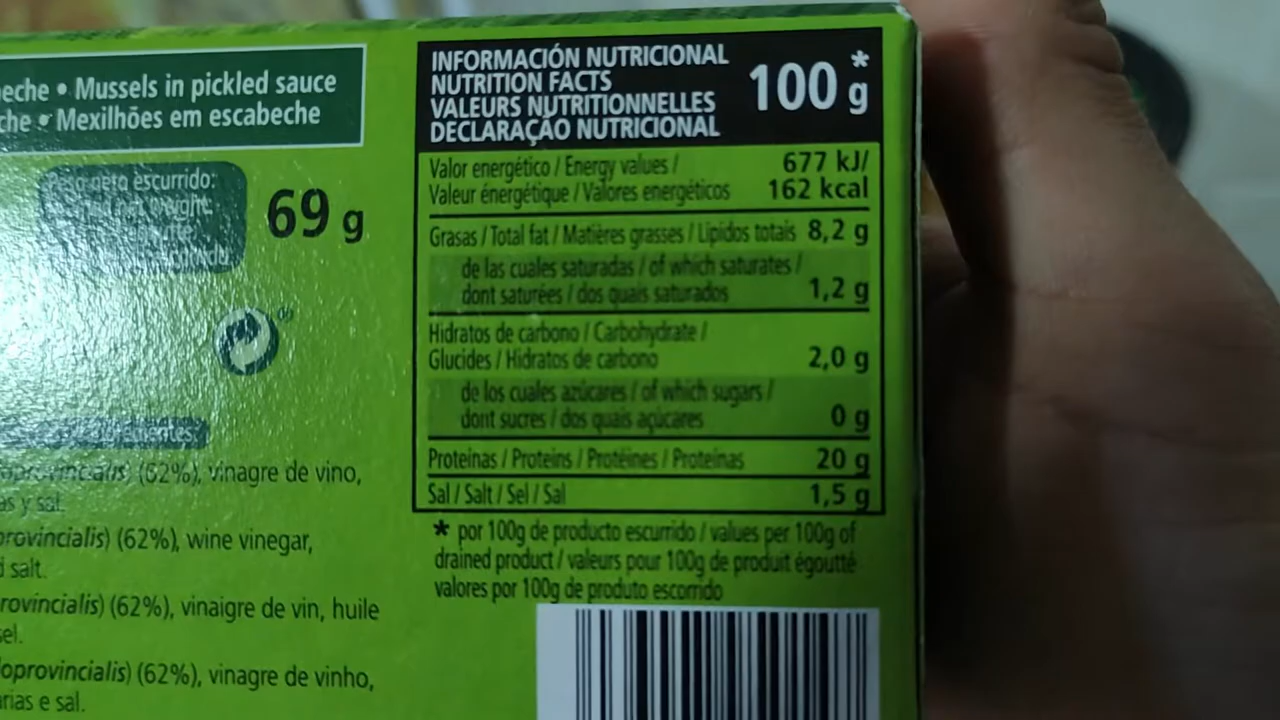 eche • Mussels in pickled sauce
che • Mexilhões em escabeche
Peso neto escurrido:
69 g
INFORMACIÓN NUTRICIONAL
NUTRITION FACTS
VALEURS NUTRITIONNELLES
DECLARAÇÃO NUTRICIONAL
100 g *
Valor energético / Energy values /
Valeur énergétique / Valores energéticos
677 kJ/
162 kcal
Grasas / Total fat / Matières grasses / Lípidos totais 8,2 g
de las cuales saturadas / of which saturates /
dont saturées / dos quais saturados 1,2 g
Hidratos de carbono / Carbohydrate /
Glucides / Hidratos de carbono 2,0 g
de los cuales azúcares / of which sugars /
dont sucres / dos quais açúcares 0 g
Proteínas / Proteins / Protéines / Proteínas 20 g
Sal / Salt / Sel / Sal 1,5 g
* por 100g de producto escurrido / values per 100g of
drained product / valeurs pour 100g de produit égoutté
valores por 100g de produto escorrido
(62%), vinagre de vino,
as y sal.
provincialis) (62%), wine vinegar,
d salt.
rovincialis) (62%), vinaigre de vin, huile
sel.
oprovincialis) (62%), vinagre de vinho,
arias e sal.